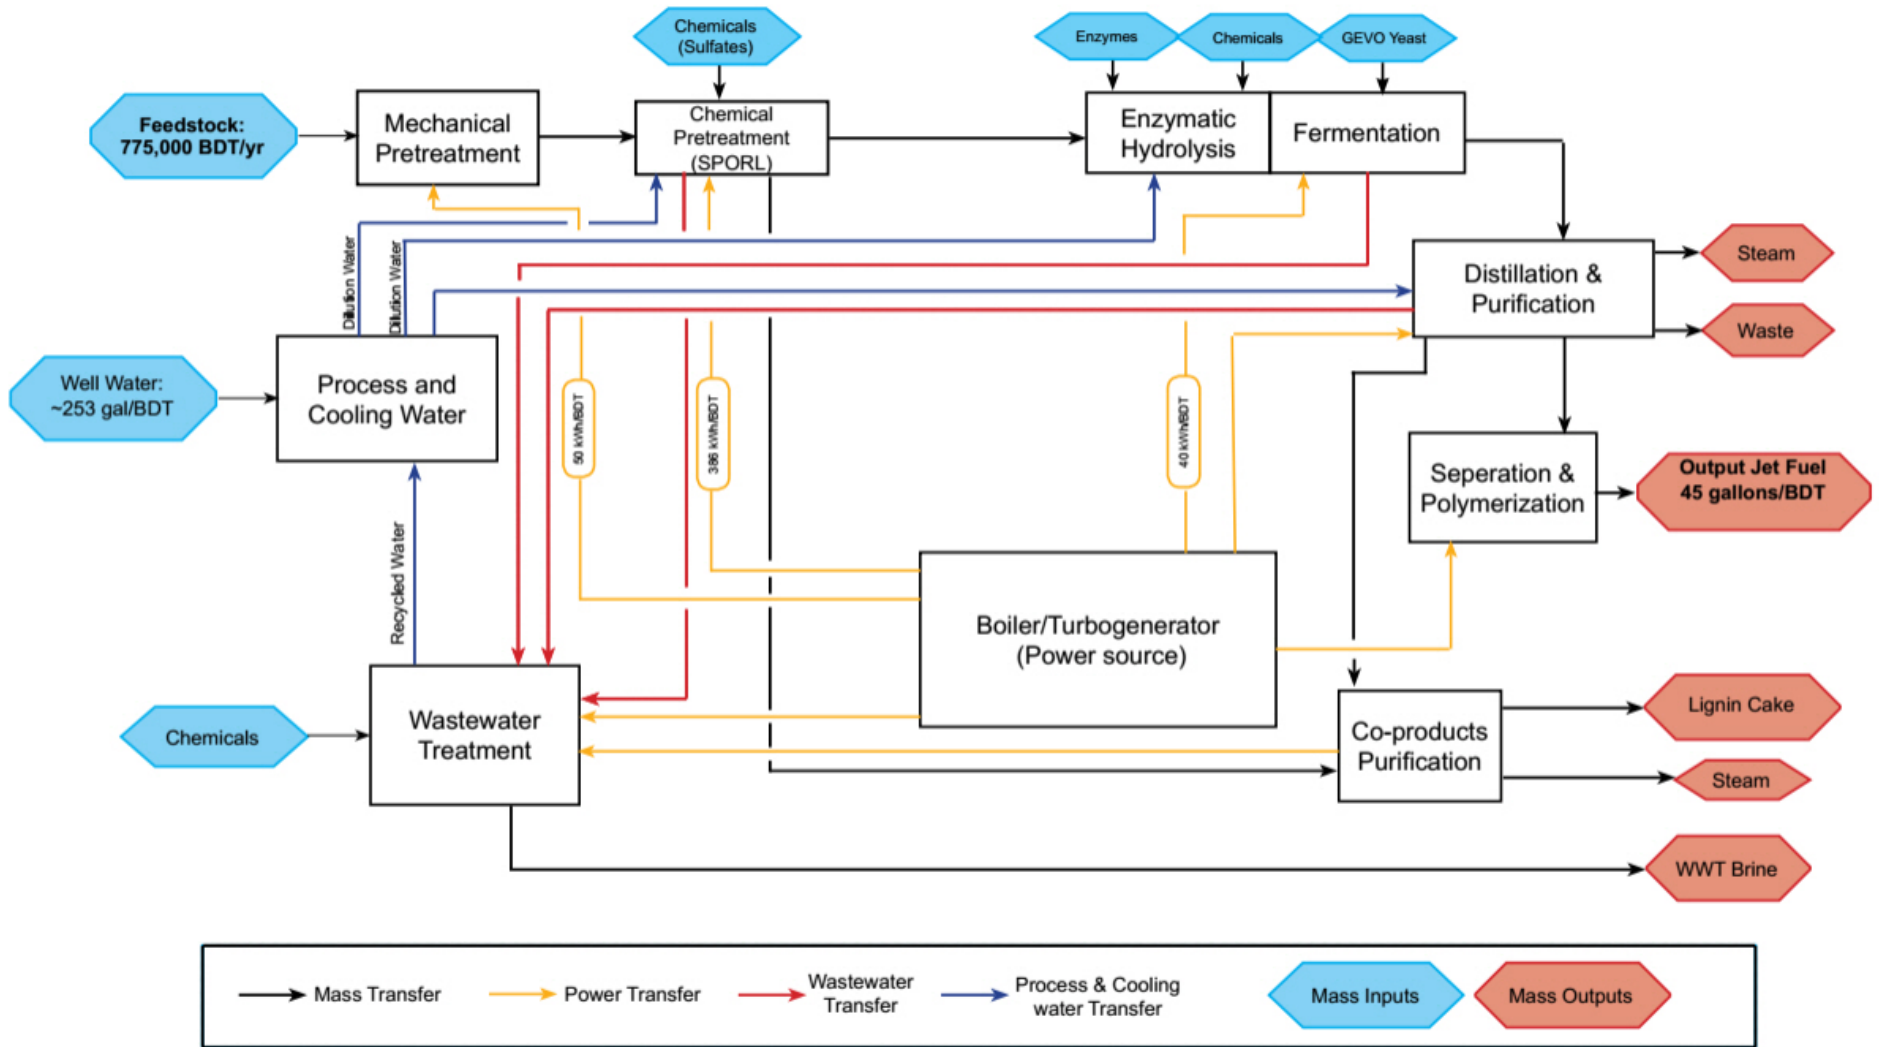 Chemicals
(Sulfates)
Enzymes
Chemicals
GEVO Yeast
Feedstock:
775,000 BDT/yr
Mechanical
Pretreatment
Chemical
Pretreatment
(SPORL)
Enzymatic
Hydrolysis
Fermentation
Dilution Water
Dilution Water
Distillation &
Purification
Steam
Waste
Well Water:
~253 gal/BDT
Process and
Cooling Water
50 kWh/BDT
386 kWh/BDT
40 kWh/BDT
Seperation &
Polymerization
Output Jet Fuel
45 gallons/BDT
Recycled Water
Boiler/Turbogenerator
(Power source)
Chemicals
Wastewater
Treatment
Co-products
Purification
Lignin Cake
Steam
WWT Brine
Mass Transfer
Power Transfer
Wastewater
Transfer
Process & Cooling
water Transfer
Mass Inputs
Mass Outputs